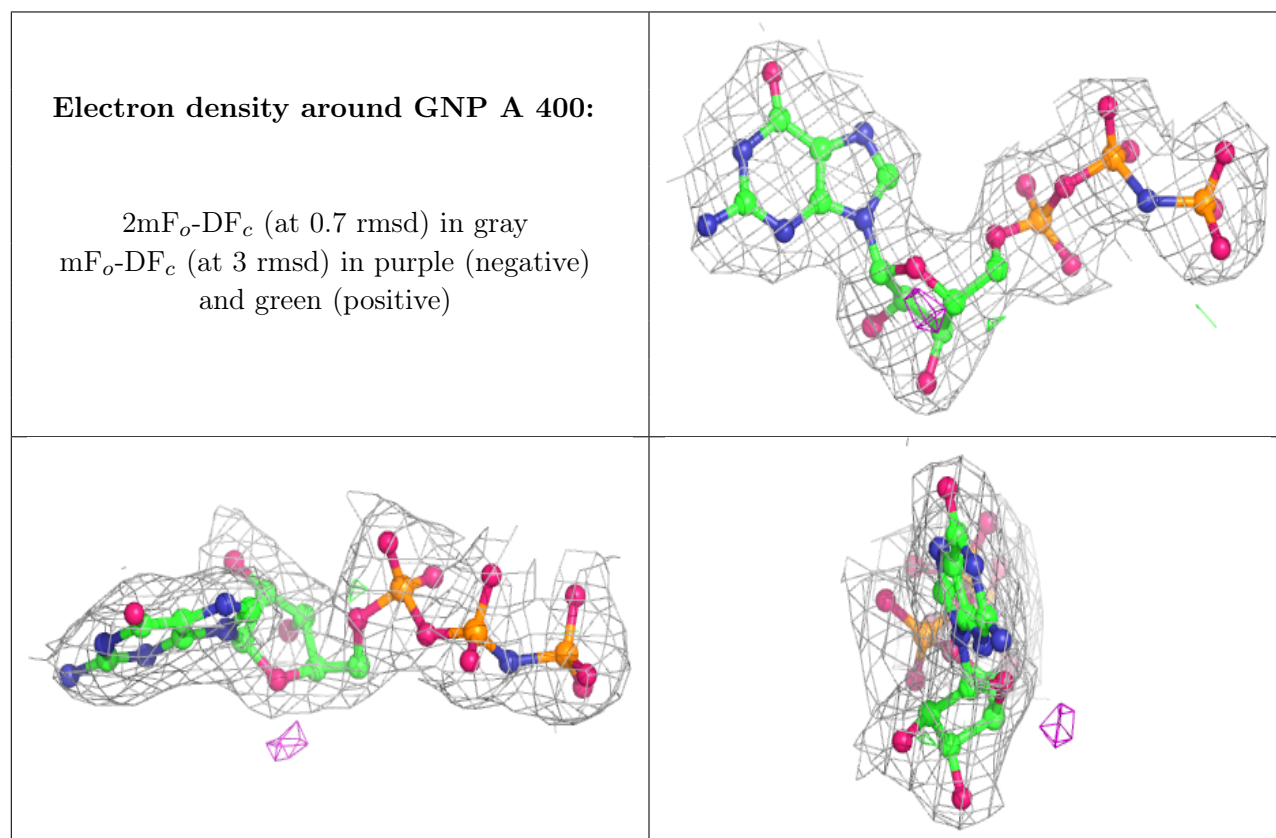 Electron density around GNP A 400:
2mFₒ-DF𝒸 (at 0.7 rmsd) in gray
mFₒ-DF𝒸 (at 3 rmsd) in purple (negative)
and green (positive)